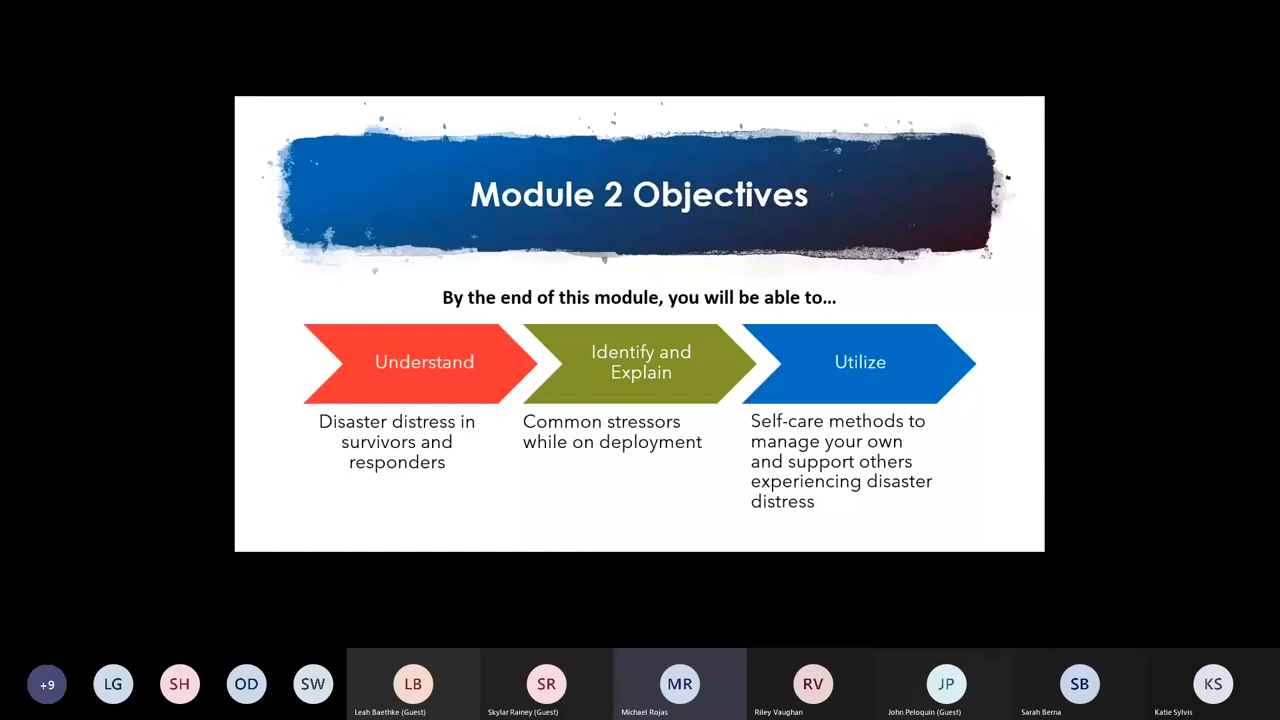 Module 2 Objectives
By the end of this module, you will be able to...
Understand
Disaster distress in
survivors and
responders
Identify and
Explain
Common stressors
while on deployment
Utilize
Self-care methods to
manage your own
and support others
experiencing disaster
distress
+9
LG
SH
OD
SW
LB
Leah Baethke (Guest)
SR
Skylar Rainey (Guest)
MR
Michael Rojas
RV
Riley Vaughan
JP
John Peloquin (Guest)
SB
Sarah Berna
KS
Katie Sylvis